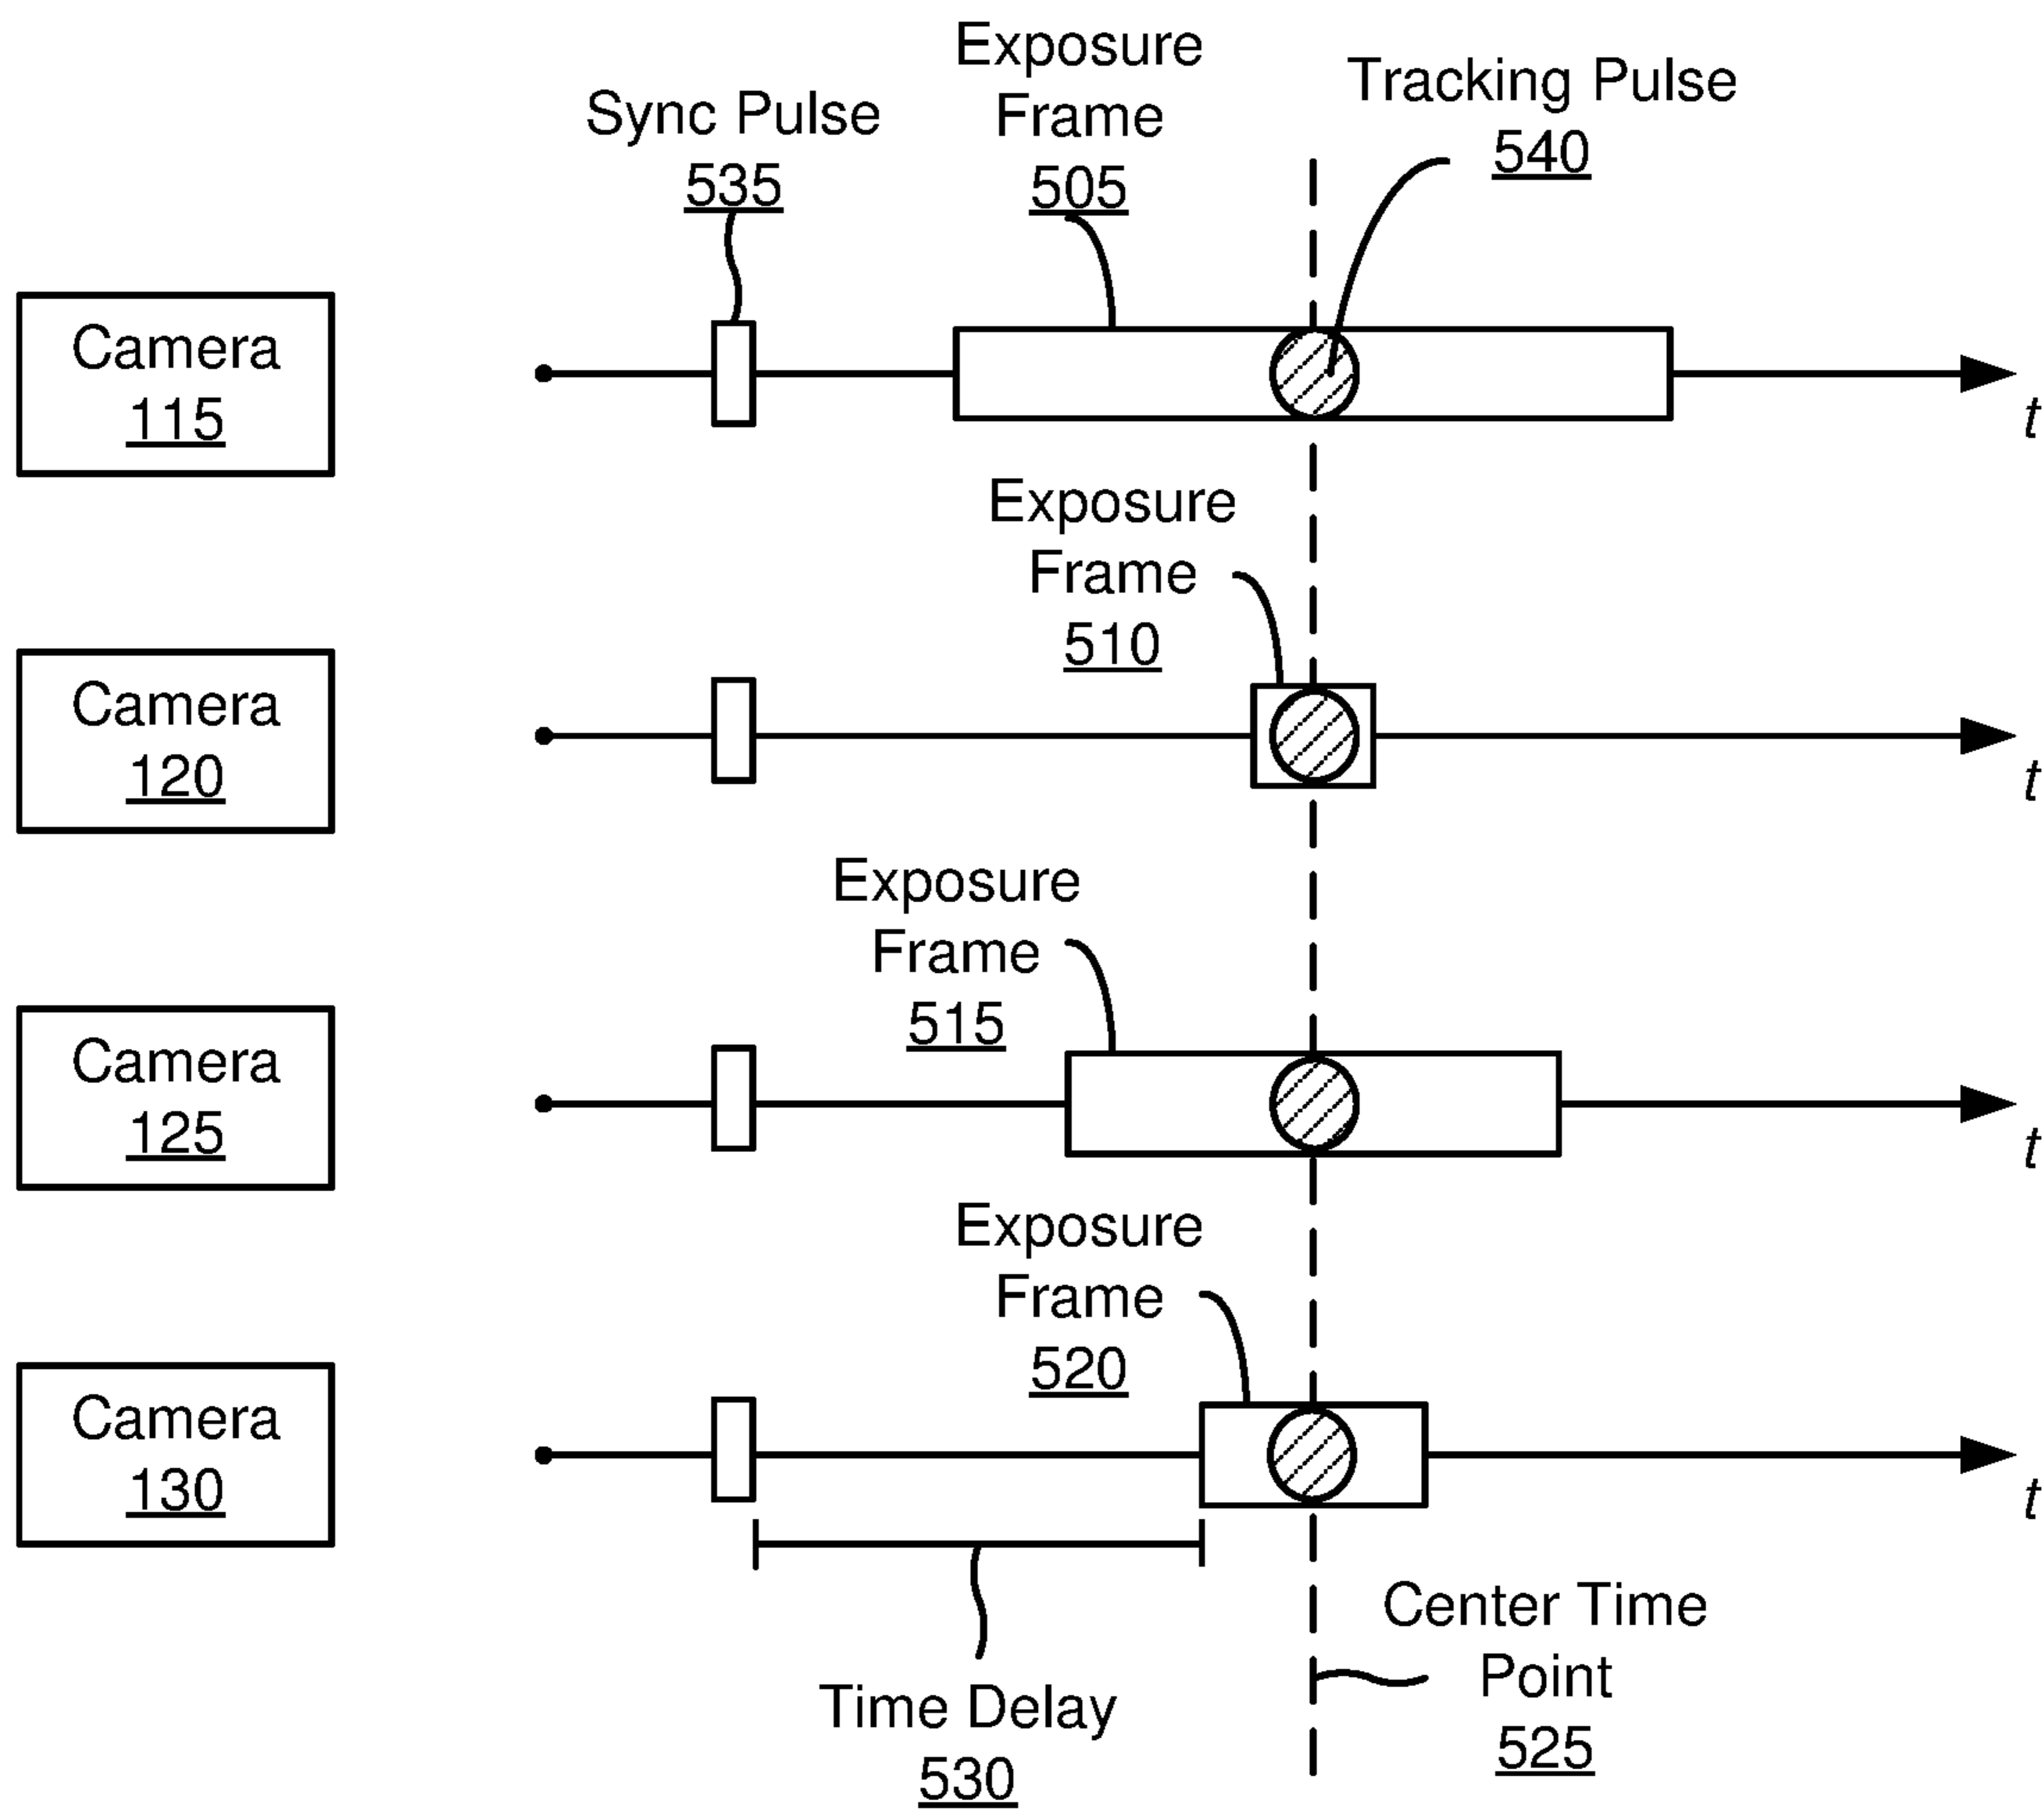 Exposure
Frame
505
Tracking Pulse
540
Sync Pulse
535
Camera
115
t
Exposure
Frame
510
Camera
120
t
Exposure
Frame
515
Camera
125
t
Exposure
Frame
520
Camera
130
t
Time Delay
530
Center Time
Point
525